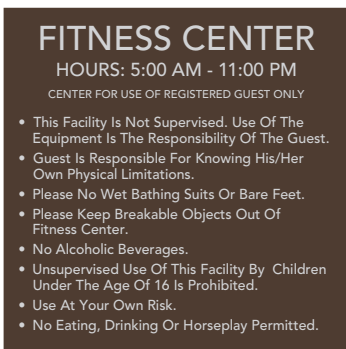 FITNESS CENTER
HOURS: 5:00 AM - 11:00 PM
CENTER FOR USE OF REGISTERED GUEST ONLY
• This Facility Is Not Supervised. Use Of The
Equipment Is The Responsibility Of The Guest.
• Guest Is Responsible For Knowing His/Her
Own Physical Limitations.
• Please No Wet Bathing Suits Or Bare Feet.
• Please Keep Breakable Objects Out Of
Fitness Center.
• No Alcoholic Beverages.
• Unsupervised Use Of This Facility By Children
Under The Age Of 16 Is Prohibited.
• Use At Your Own Risk.
• No Eating, Drinking Or Horseplay Permitted.